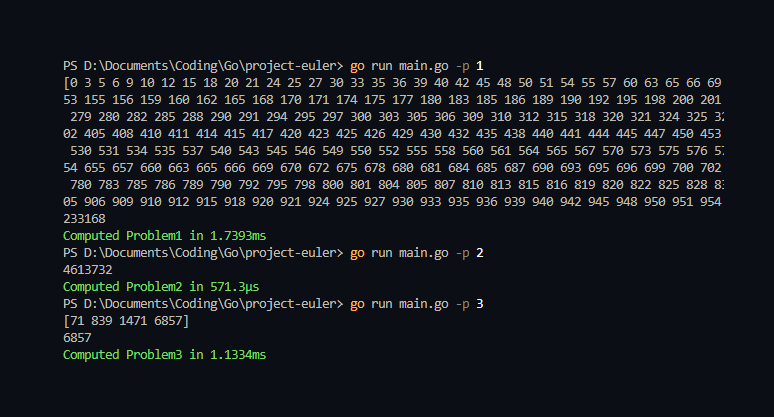 PS D:\Documents\Coding\Go\project-euler> go run main.go -p 1
[0 3 5 6 9 10 12 15 18 20 21 24 25 27 30 33 35 36 39 40 42 45 48 50 51 54 55 57 60 63 65 66 69
53 155 156 159 160 162 165 168 170 171 174 175 177 180 183 185 186 189 190 192 195 198 200 201
279 280 282 285 288 290 291 294 295 297 300 303 305 306 309 310 312 315 318 320 321 324 325 32
02 405 408 410 411 414 415 417 420 423 425 426 429 430 432 435 438 440 441 444 445 447 450 453
530 531 534 535 537 540 543 545 546 549 550 552 555 558 560 561 564 565 567 570 573 575 576 57
54 655 657 660 663 665 666 669 670 672 675 678 680 681 684 685 687 690 693 695 696 699 700 702
780 783 785 786 789 790 792 795 798 800 801 804 805 807 810 813 815 816 819 820 822 825 828 83
05 906 909 910 912 915 918 920 921 924 925 927 930 933 935 936 939 940 942 945 948 950 951 954
233168
Computed Problem1 in 1.7393ms
PS D:\Documents\Coding\Go\project-euler> go run main.go -p 2
4613732
Computed Problem2 in 571.3µs
PS D:\Documents\Coding\Go\project-euler> go run main.go -p 3
[71 839 1471 6857]
6857
Computed Problem3 in 1.1334ms